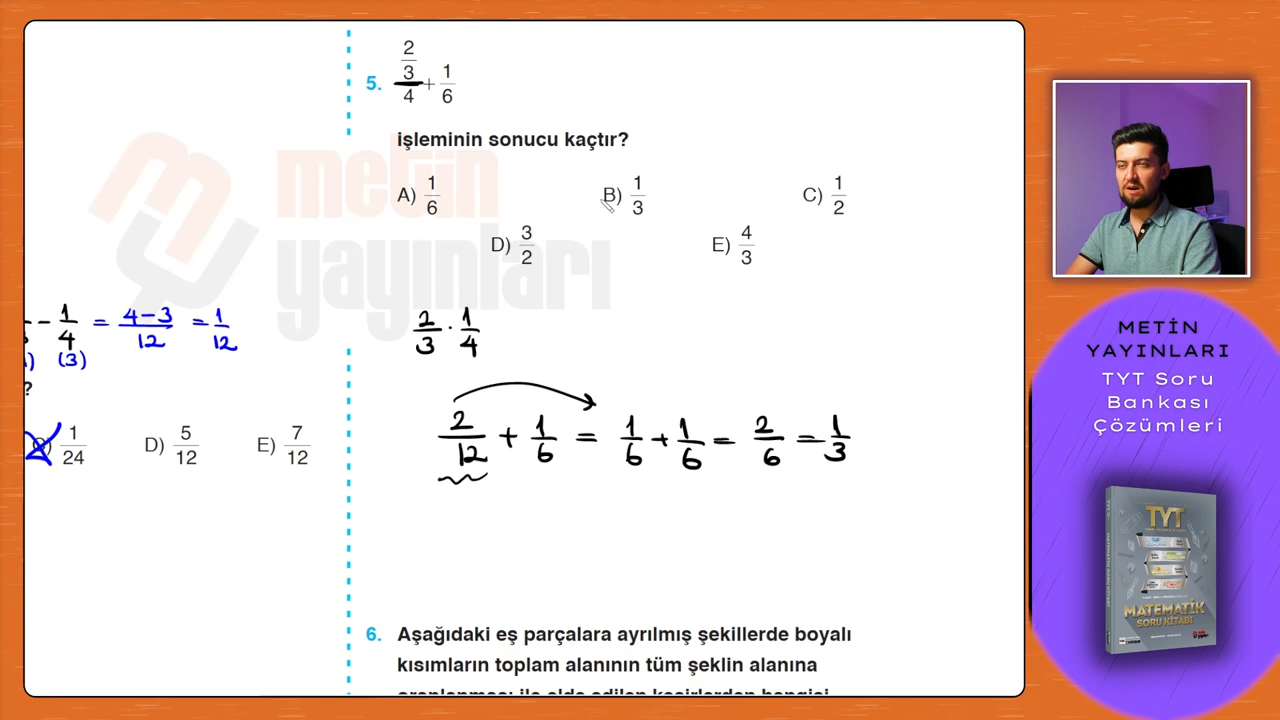 5. 2/3/4 + 1/6
işleminin sonucu kaçtır?
A) 1/6 B) 1/3 C) 1/2
D) 3/2 E) 4/3
metin
yayınları
- 1/4 = 4-3/12 = 1/12
(3)
?
2/3 · 1/4
2/12 + 1/6 = 1/6 + 1/6 = 2/6 = 1/3
1/24 D) 5/12 E) 7/12
6. Aşağıdaki eş parçalara ayrılmış şekillerde boyalı
kısımların toplam alanının tüm şeklin alanına
METİN
YAYINLARI
TYT Soru
Bankası
Çözümleri
TYT
MATEMATİK
SORU KİTABI